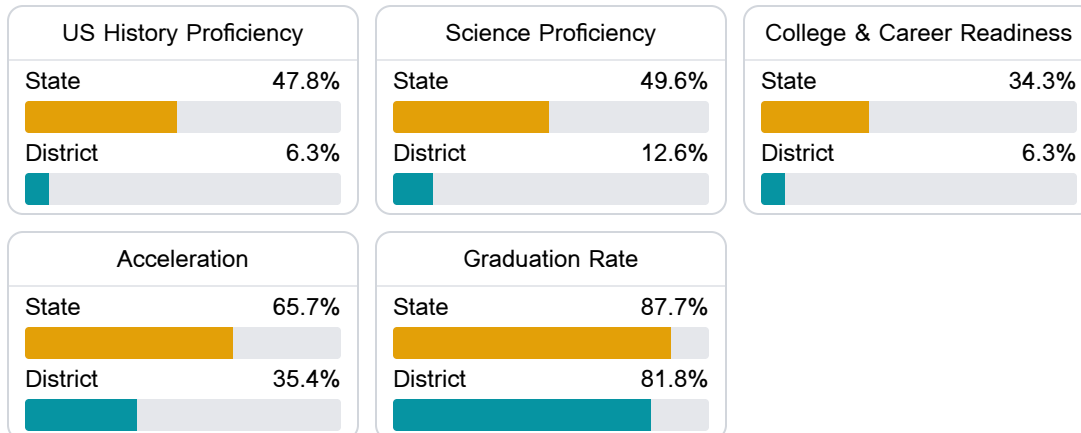 US History Proficiency
State 47.8%
District 6.3%
Science Proficiency
State 49.6%
District 12.6%
College & Career Readiness
State 34.3%
District 6.3%
Acceleration
State 65.7%
District 35.4%
Graduation Rate
State 87.7%
District 81.8%